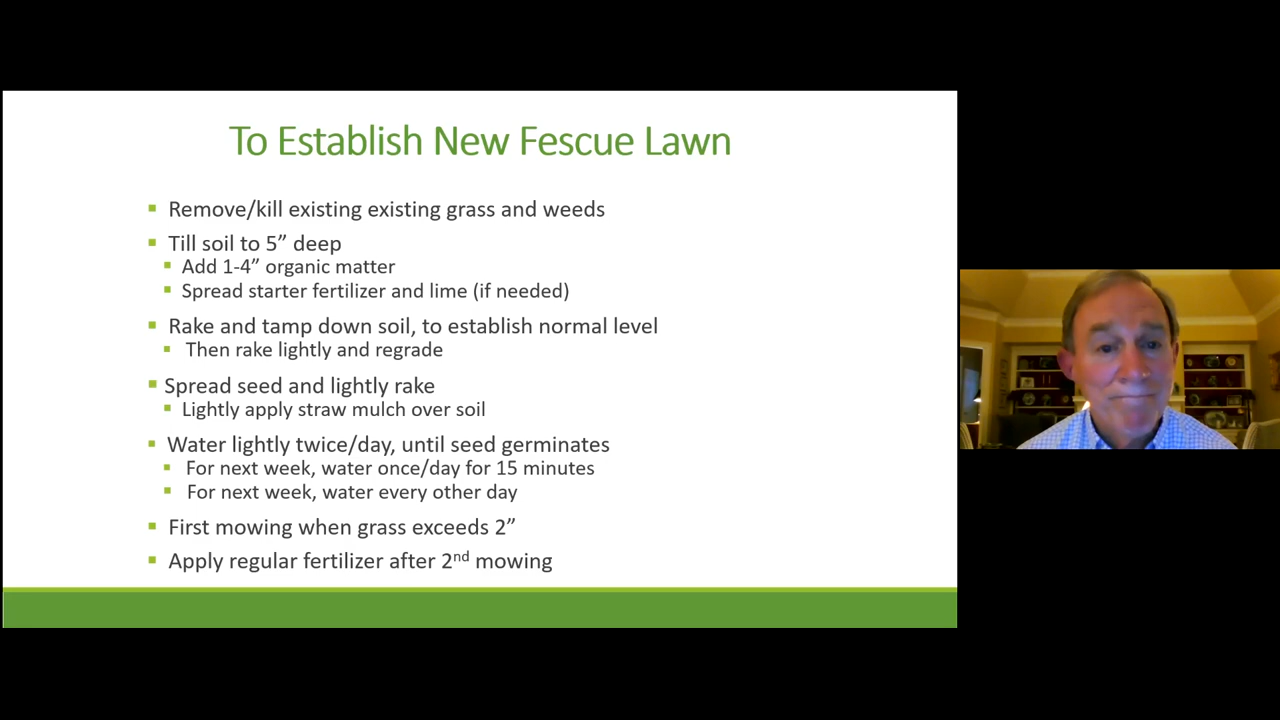 To Establish New Fescue Lawn
Remove/kill existing existing grass and weeds
Till soil to 5” deep
Add 1-4” organic matter
Spread starter fertilizer and lime (if needed)
Rake and tamp down soil, to establish normal level
Then rake lightly and regrade
Spread seed and lightly rake
Lightly apply straw mulch over soil
Water lightly twice/day, until seed germinates
For next week, water once/day for 15 minutes
For next week, water every other day
First mowing when grass exceeds 2”
Apply regular fertilizer after 2nd mowing